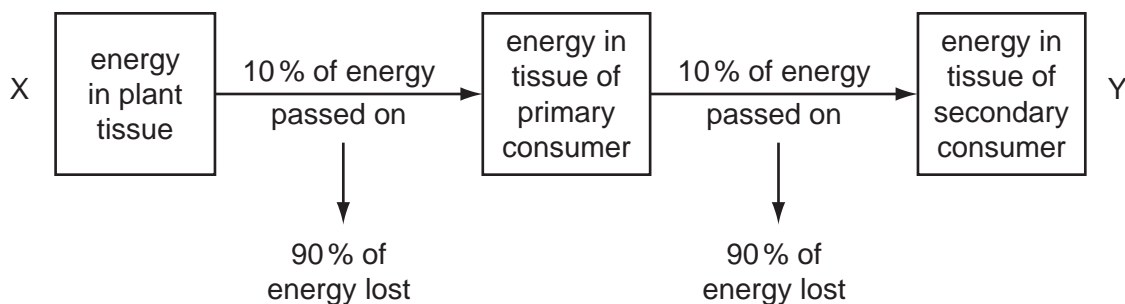 X
energy
in plant
tissue
10% of energy
passed on
90% of
energy lost
energy in
tissue of
primary
consumer
10% of energy
passed on
90% of
energy lost
energy in
tissue of
secondary
consumer
Y